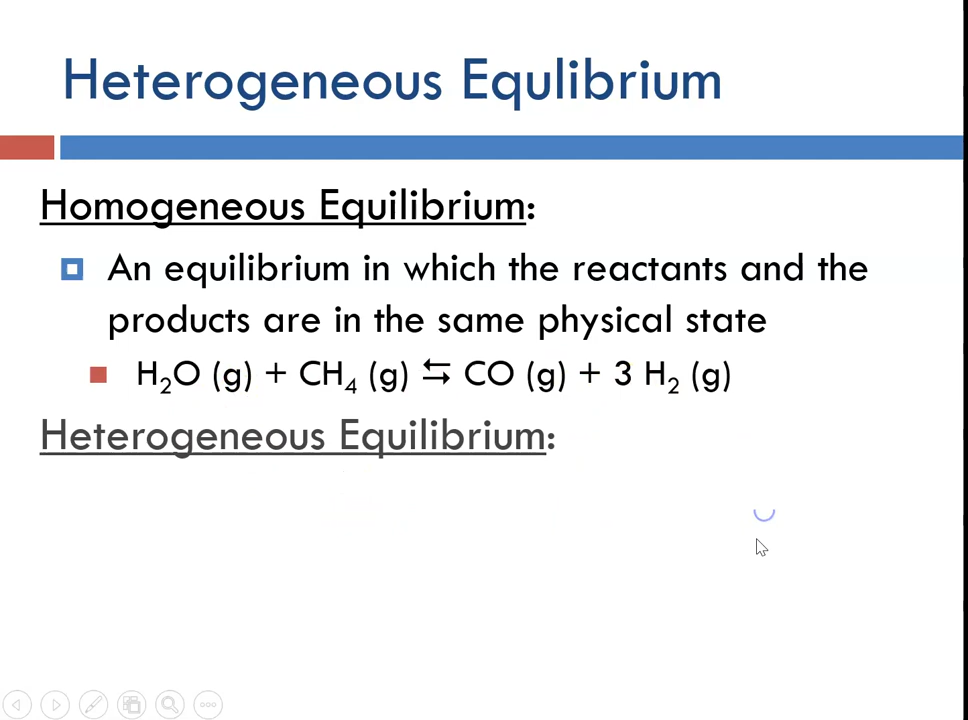 Heterogeneous Equlibrium
Homogeneous Equilibrium:
An equilibrium in which the reactants and the
products are in the same physical state
H₂O (g) + CH₄ (g) ⇆ CO (g) + 3 H₂ (g)
Heterogeneous Equilibrium: